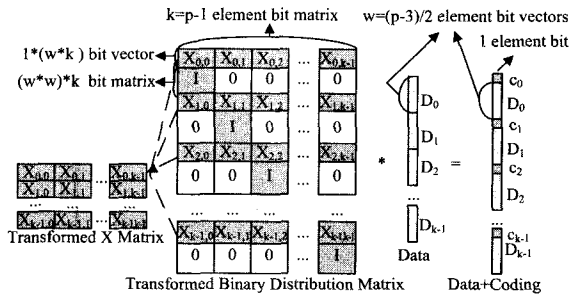 k=p-1 element bit matrix
w=(p-3)/2 element bit vectors
1*(w*k ) bit vector
1 element bit
(w*w)*k bit matrix
X0,0 X0,1 X0,2 ... X0,k-1
I 0 0 ... 0
X1,0 X1,1 X1,2 ... X1,k-1
0 I 0 ... 0
X2,0 X2,1 X2,2 ... X2,k-1
0 0 I ... 0
... ... ... ...
Xk-1,0 Xk-1,1 Xk-1,2 ... Xk-1k-1
0 0 0 ... I
X0,0 X0,1 ... X0,k-1
X1,0 X1,1 ... X1,k-1
... ... ...
Xk-1,0 Xk-1,1 ... Xk-1k-1
Transformed X Matrix
Transformed Binary Distribution Matrix
*
D0
D1
D2
...
Dk-1
Data
=
c0
D0
c1
D1
c2
D2
...
ck-1
Dk-1
Data+Coding